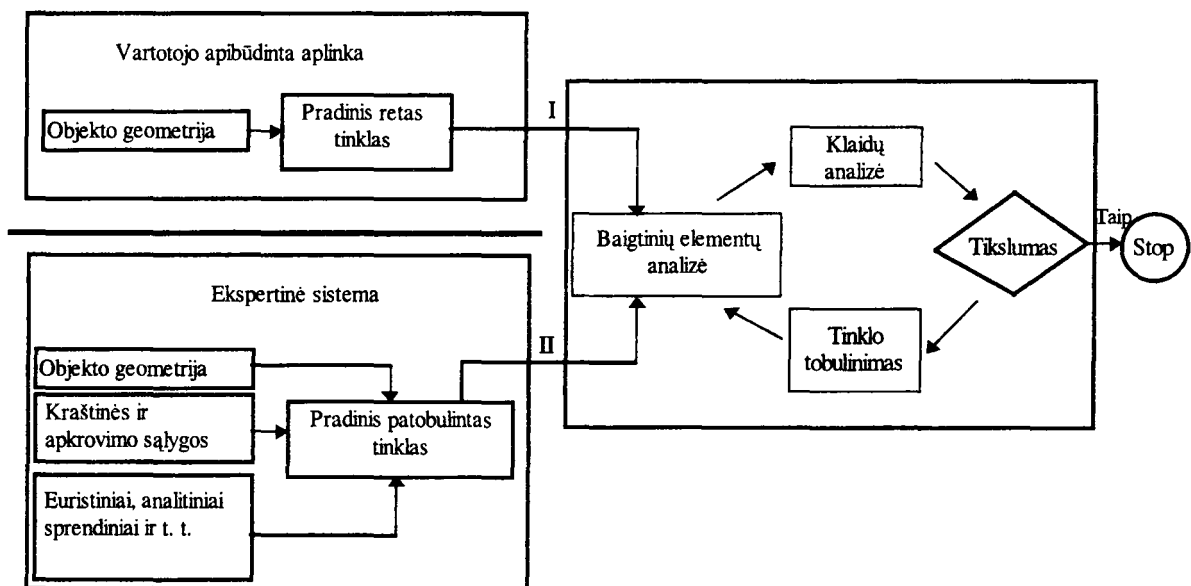 Vartotojo apibūdinta aplinka
Objekto geometrija
Pradinis retas
tinklas
I
Klaidų
analizė
Baigtinių elementų
analizė
Tikslumas
Taip
Stop
Tinklo
tobulinimas
Ekspertinė sistema
II
Objekto geometrija
Kraštinės ir
apkrovimo sąlygos
Pradinis patobulintas
tinklas
Euristiniai, analitiniai
sprendiniai ir t. t.